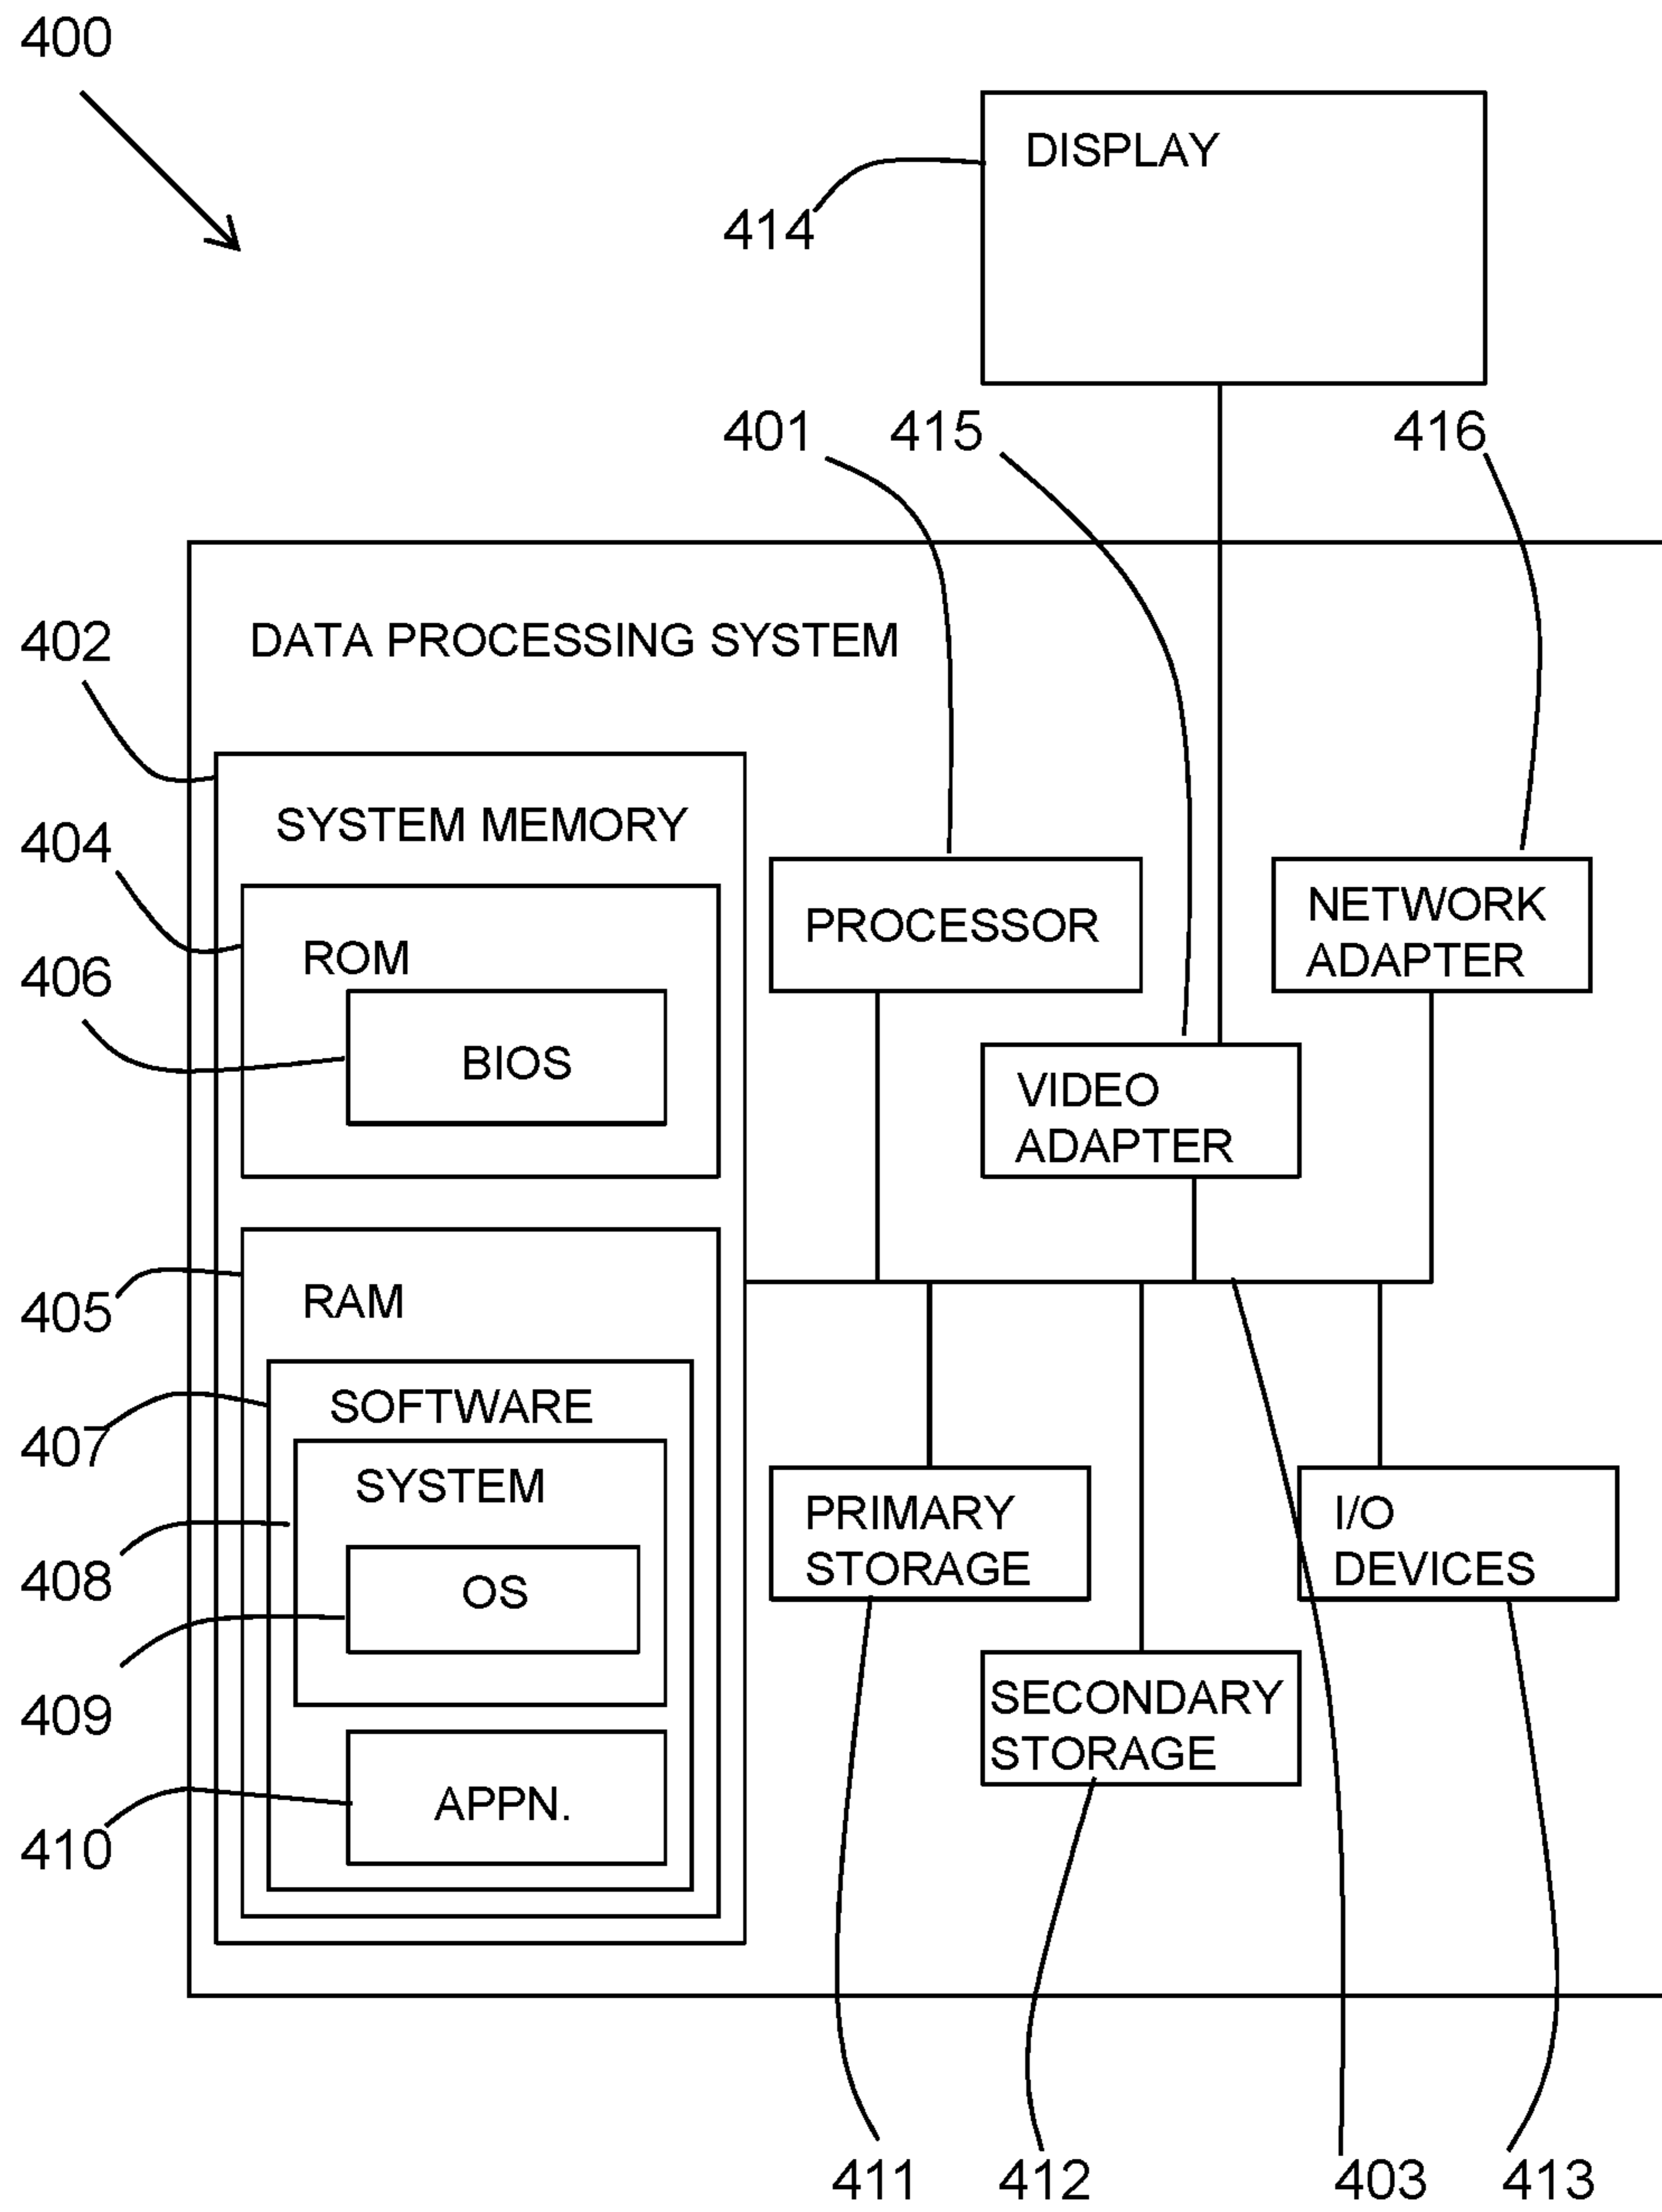 400
DISPLAY
414
401
415
416
DATA PROCESSING SYSTEM
402
SYSTEM MEMORY
404
ROM
406
BIOS
PROCESSOR
NETWORK
ADAPTER
VIDEO
ADAPTER
405
RAM
407
SOFTWARE
SYSTEM
408
OS
409
APPN.
410
PRIMARY
STORAGE
I/O
DEVICES
SECONDARY
STORAGE
411
412
403
413